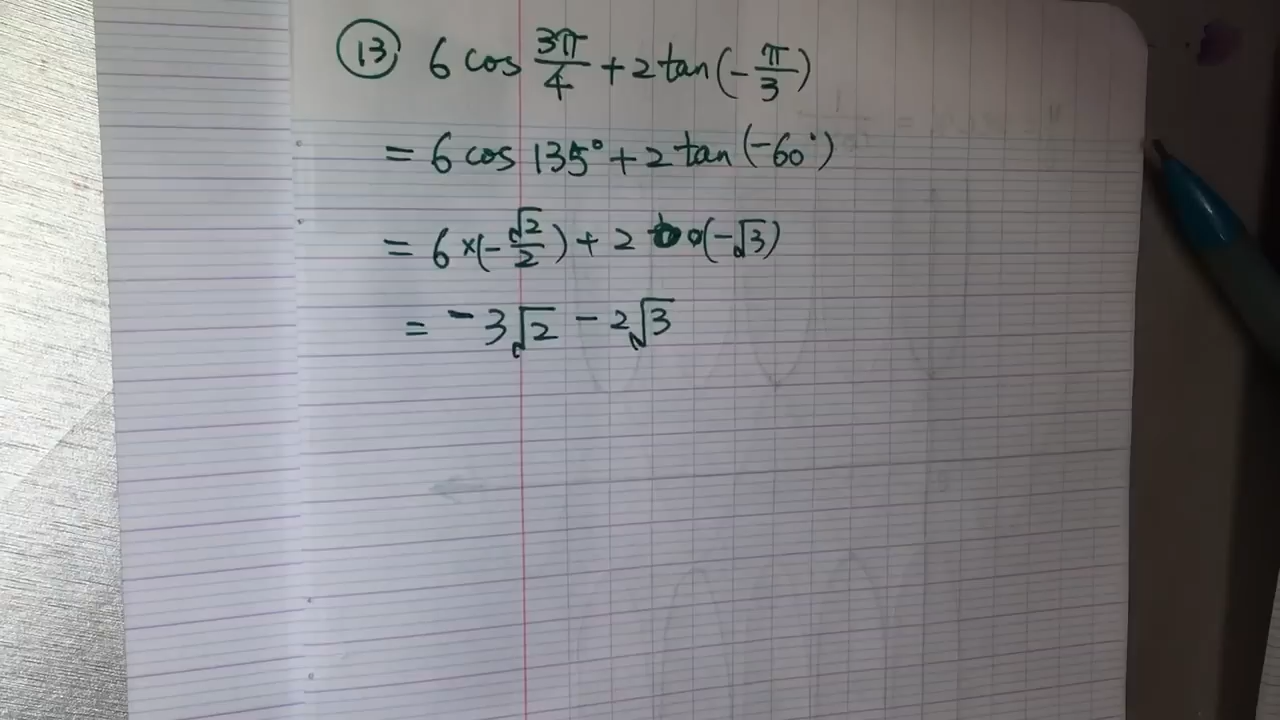 ⑬ 6 cos 3π/4 + 2 tan(-π/3)
= 6 cos 135° + 2 tan(-60°)
= 6 × (-√2/2) + 2 (-√3)
= -3√2 - 2√3